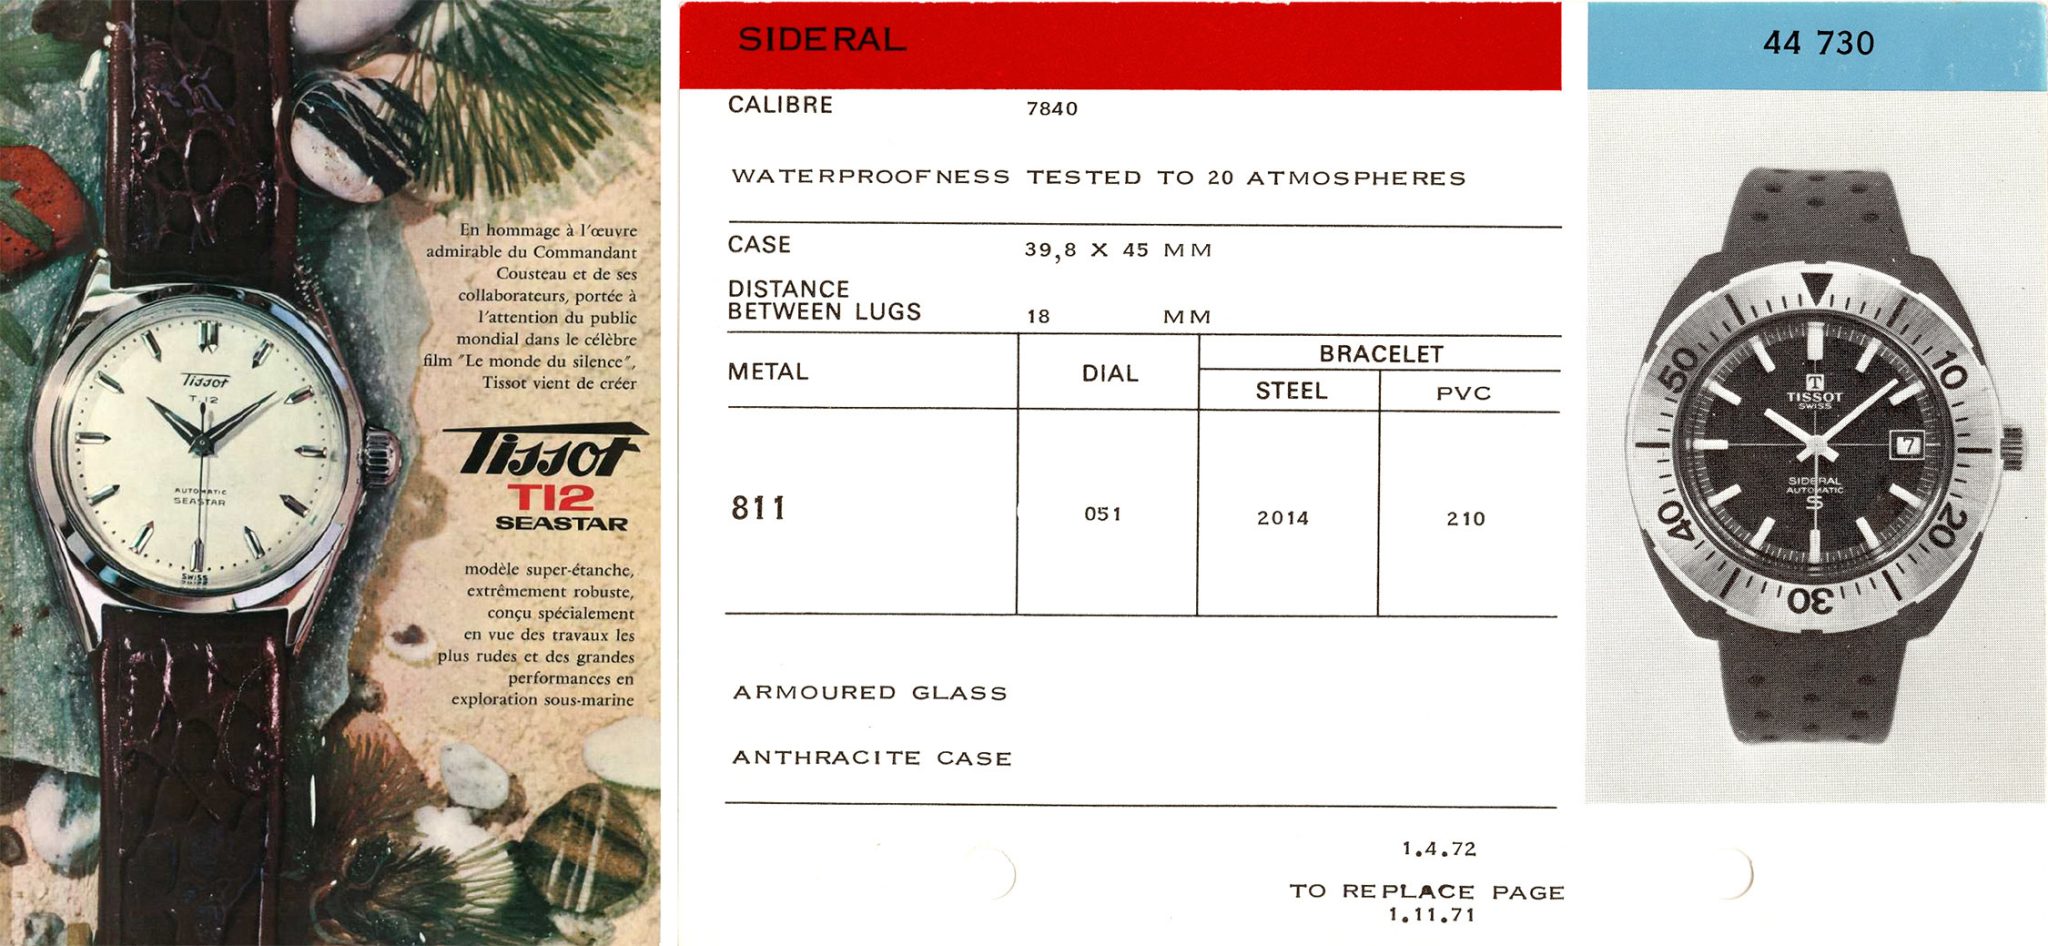 En hommage à l'œuvre
admirable du Commandant
Cousteau et de ses
collaborateurs, portée à
l'attention du public
mondial dans le célèbre
film "Le monde du silence",
Tissot vient de créer
Tissot
T12
SEASTAR
modèle super-étanche,
extrêmement robuste,
conçu spécialement
en vue des travaux les
plus rudes et des grandes
performances en
exploration sous-marine
Tissot
T.12
AUTOMATIC
SEASTAR
SWISS
SIDERAL
CALIBRE 7840
WATERPROOFNESS TESTED TO 20 ATMOSPHERES
CASE 39,8 X 45 MM
DISTANCE
BETWEEN LUGS 18 MM
METAL DIAL BRACELET
STEEL PVC
811 051 2014 210
ARMOURED GLASS
ANTHRACITE CASE
1.4.72
TO REPLACE PAGE
1.11.71
44 730
10
20
30
40
50
T
TISSOT
SWISS
7
SIDERAL
AUTOMATIC
S